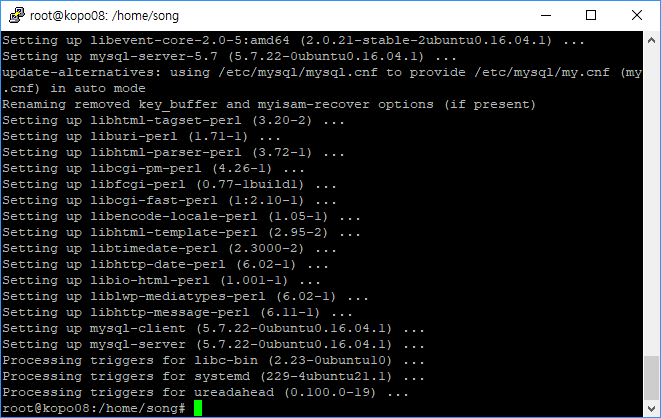 root@kopo08: /home/song
Setting up libevent-core-2.0-5:amd64 (2.0.21-stable-2ubuntu0.16.04.1) ...
Setting up mysql-server-5.7 (5.7.22-0ubuntu0.16.04.1) ...
update-alternatives: using /etc/mysql/mysql.cnf to provide /etc/mysql/my.cnf (my
.cnf) in auto mode
Renaming removed key_buffer and myisam-recover options (if present)
Setting up libhtml-tagset-perl (3.20-2) ...
Setting up liburi-perl (1.71-1) ...
Setting up libhtml-parser-perl (3.72-1) ...
Setting up libcgi-pm-perl (4.26-1) ...
Setting up libfcgi-perl (0.77-1build1) ...
Setting up libcgi-fast-perl (1:2.10-1) ...
Setting up libencode-locale-perl (1.05-1) ...
Setting up libhtml-template-perl (2.95-2) ...
Setting up libtimedate-perl (2.3000-2) ...
Setting up libhttp-date-perl (6.02-1) ...
Setting up libio-html-perl (1.001-1) ...
Setting up liblwp-mediatypes-perl (6.02-1) ...
Setting up libhttp-message-perl (6.11-1) ...
Setting up mysql-client (5.7.22-0ubuntu0.16.04.1) ...
Setting up mysql-server (5.7.22-0ubuntu0.16.04.1) ...
Processing triggers for libc-bin (2.23-0ubuntu10) ...
Processing triggers for systemd (229-4ubuntu21.1) ...
Processing triggers for ureadahead (0.100.0-19) ...
root@kopo08:/home/song#